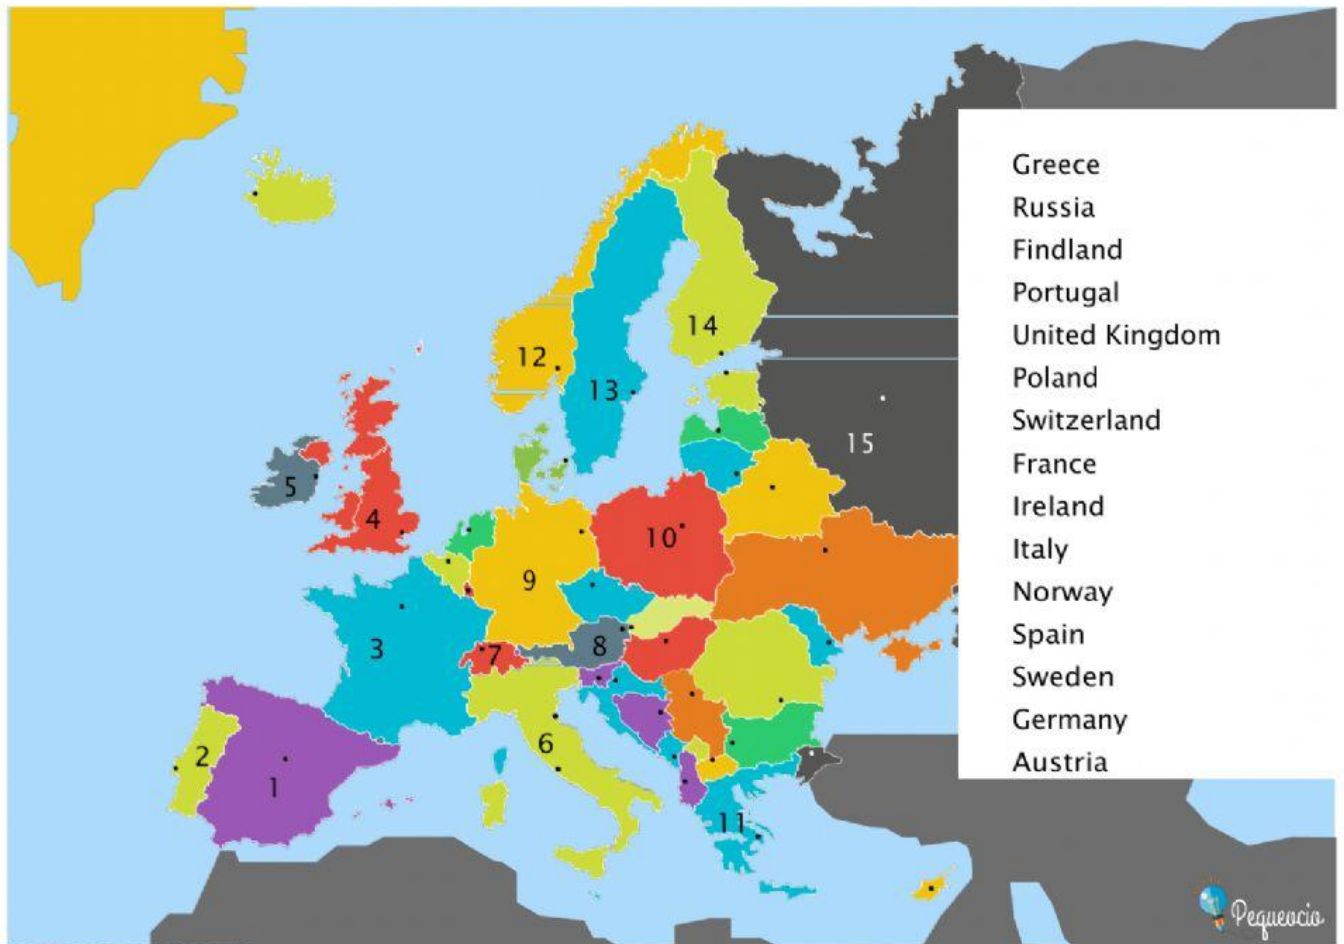 Greece
Russia
Findland
Portugal
United Kingdom
Poland
Switzerland
France
Ireland
Italy
Norway
Spain
Sweden
Germany
Austria
14
12
13
15
5
4
10
9
3
8
7
2
6
1
11
Pequeocio